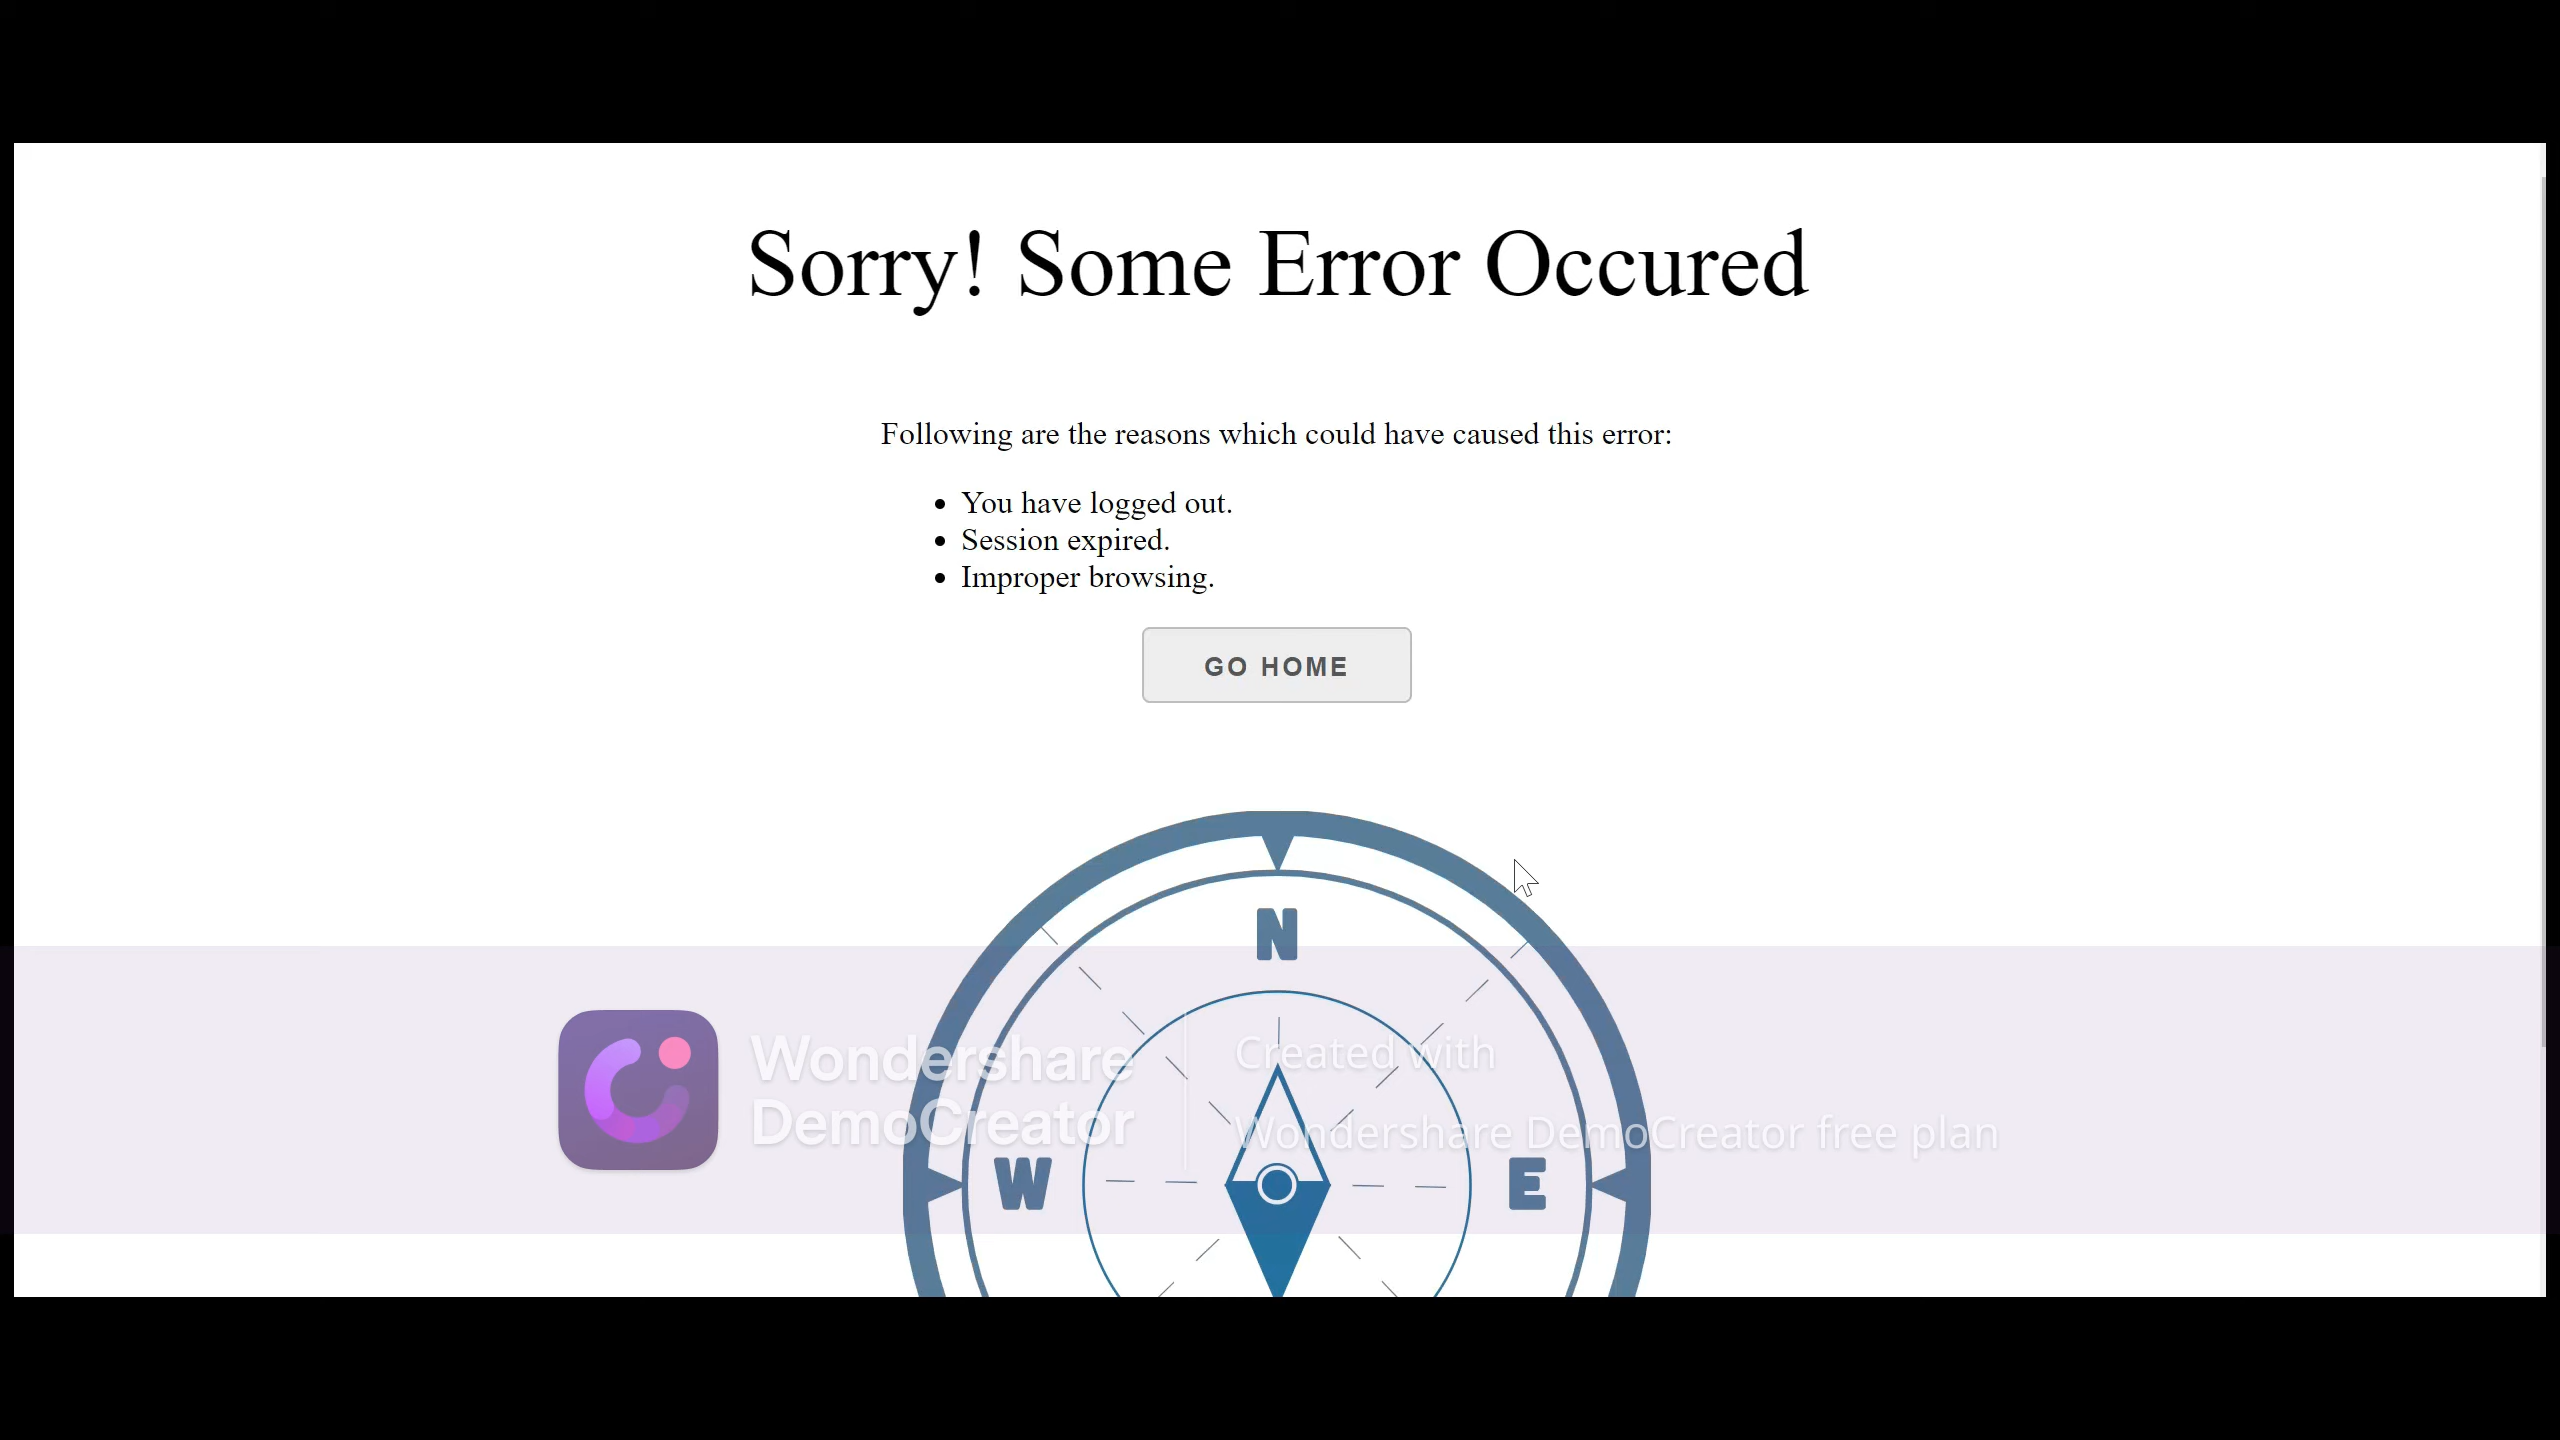 Sorry! Some Error Occured
Following are the reasons which could have caused this error:
You have logged out.
Session expired.
Improper browsing.
GO HOME
N
Wondershare
DemoCreator
Created with
Wondershare DemoCreator free plan
W
E